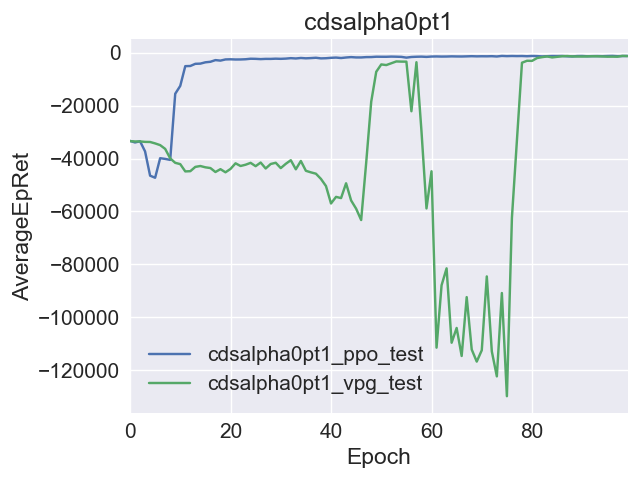 cdsalpha0pt1
0
−20000
−40000
−60000
−80000
−100000
−120000
AverageEpRet
cdsalpha0pt1_ppo_test
cdsalpha0pt1_vpg_test
0 20 40 60 80
Epoch